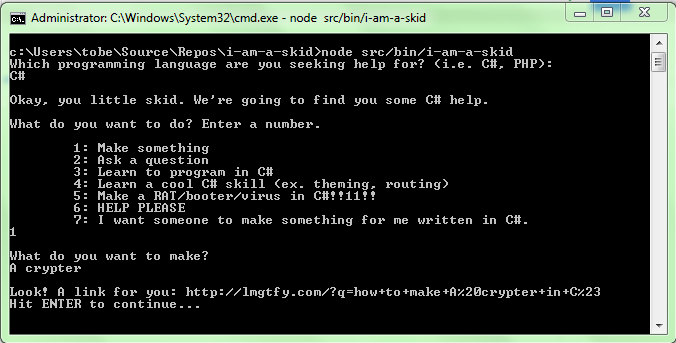 Administrator: C:\Windows\System32\cmd.exe - node  src/bin/i-am-a-skid
c:\Users\tobe\Source\Repos\i-am-a-skid>node src/bin/i-am-a-skid
Which programming language are you seeking help for? (i.e. C#, PHP):
C#
Okay, you little skid. We're going to find you some C# help.
What do you want to do? Enter a number.
1: Make something
2: Ask a question
3: Learn to program in C#
4: Learn a cool C# skill (ex. theming, routing)
5: Make a RAT/booter/virus in C#!!11!!
6: HELP PLEASE
7: I want someone to make something for me written in C#.
1
What do you want to make?
A crypter
Look! A link for you: http://lmgtfy.com/?q=how+to+make+A%20crypter+in+C%23
Hit ENTER to continue...